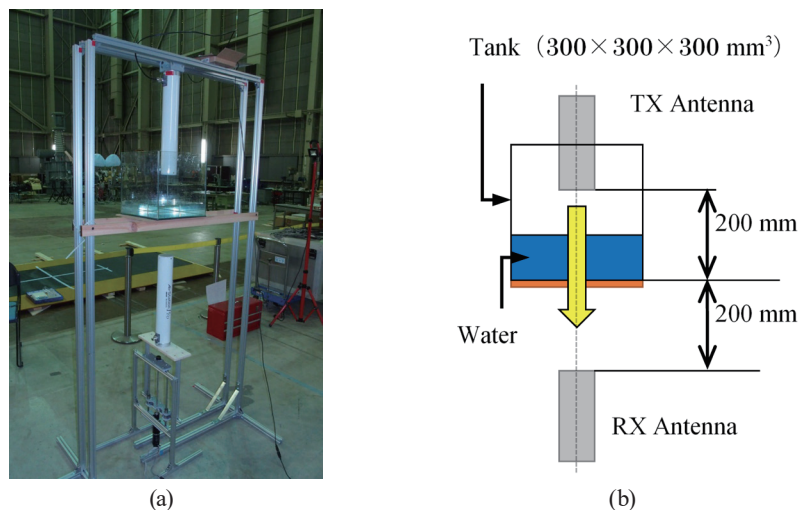 Tank（300×300×300 mm³）
TX Antenna
200 mm
Water
200 mm
RX Antenna
(a)
(b)